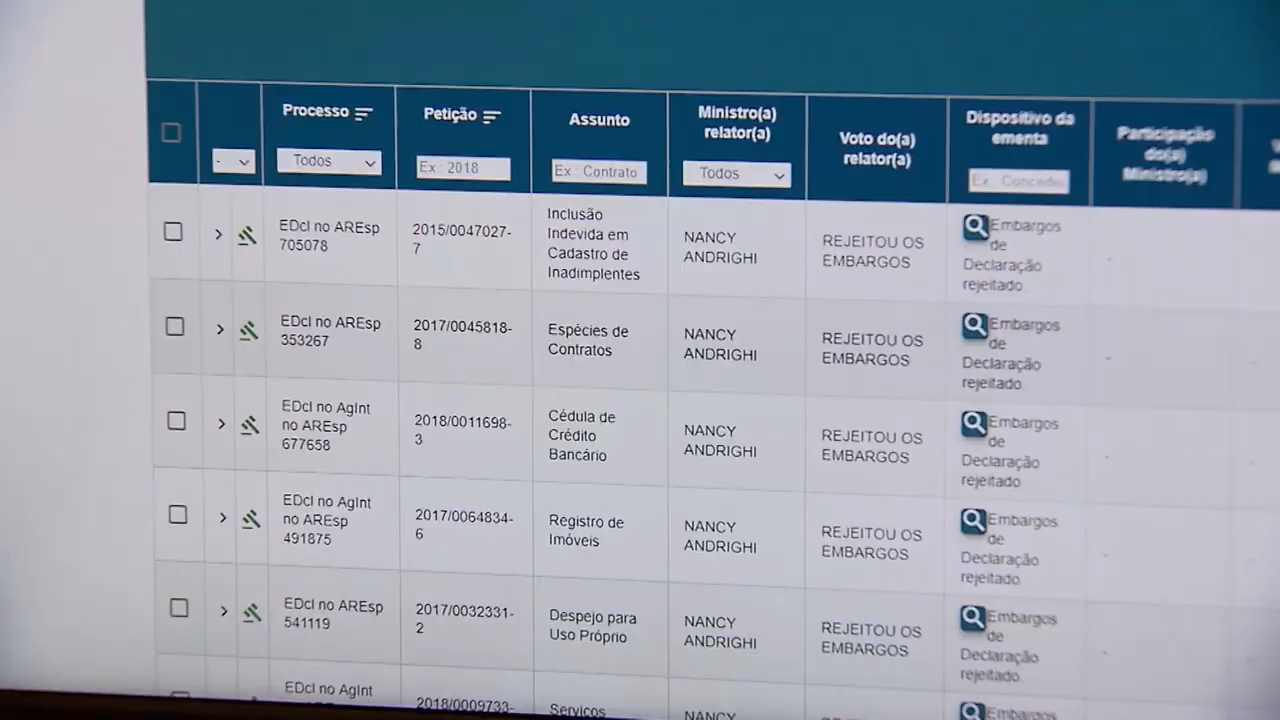 Processo
Petição
Assunto
Ministro(a)
relator(a)
Voto do(a)
relator(a)
Dispositivo da
ementa
Participação
do(a)
Ministro(a)
-
Todos
Ex.: 2018
Ex.: Contrato
Todos
EDcl no AREsp
705078
2015/0047027-
7
Inclusão
Indevida em
Cadastro de
Inadimplentes
NANCY
ANDRIGHI
REJEITOU OS
EMBARGOS
Embargos
de
Declaração
rejeitado
-
EDcl no AREsp
353267
2017/0045818-
8
Espécies de
Contratos
NANCY
ANDRIGHI
REJEITOU OS
EMBARGOS
Embargos
de
Declaração
rejeitado
-
EDcl no AgInt
no AREsp
677658
2018/0011698-
3
Cédula de
Crédito
Bancário
NANCY
ANDRIGHI
REJEITOU OS
EMBARGOS
Embargos
de
Declaração
rejeitado
-
EDcl no AgInt
no AREsp
491875
2017/0064834-
6
Registro de
Imóveis
NANCY
ANDRIGHI
REJEITOU OS
EMBARGOS
Embargos
de
Declaração
rejeitado
-
EDcl no AREsp
541119
2017/0032331-
2
Despejo para
Uso Próprio
NANCY
ANDRIGHI
REJEITOU OS
EMBARGOS
Embargos
de
Declaração
rejeitado
-
EDcl no AgInt
2018/0009733-
Serviços
NANCY
REJEITOU OS
Embargos